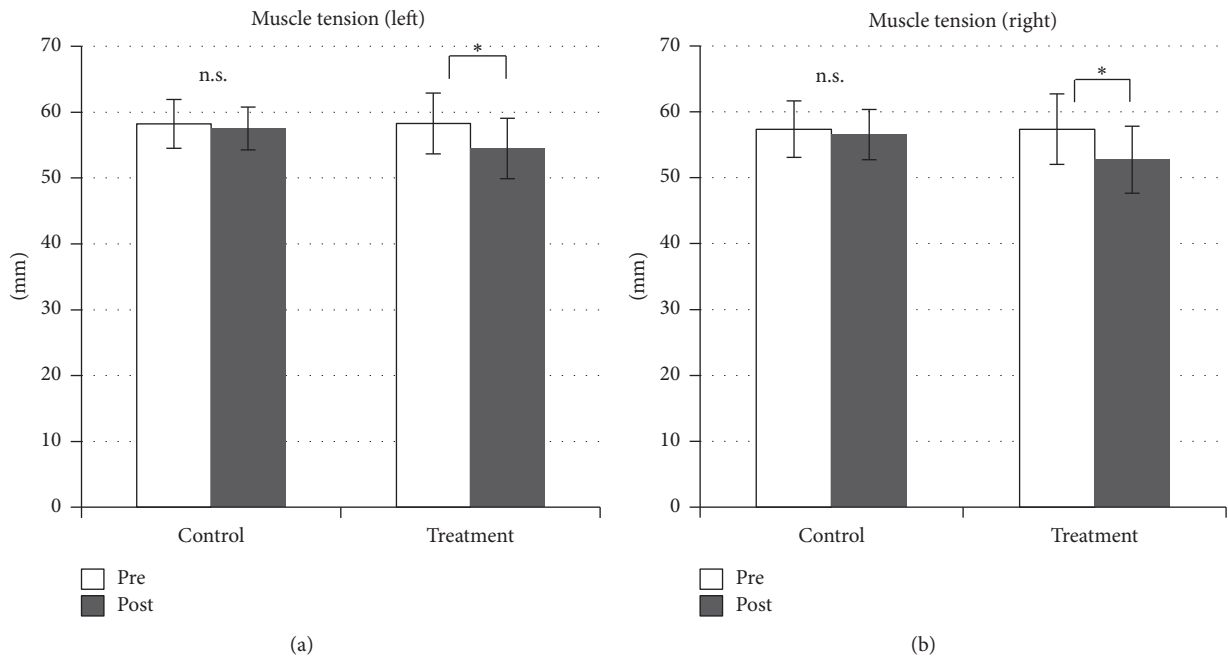 Muscle tension (left)
70
60
50
40
30
20
10
0
(mm)
n.s.
*
Control
Treatment
Pre
Post
(a)
Muscle tension (right)
70
60
50
40
30
20
10
0
(mm)
n.s.
*
Control
Treatment
Pre
Post
(b)